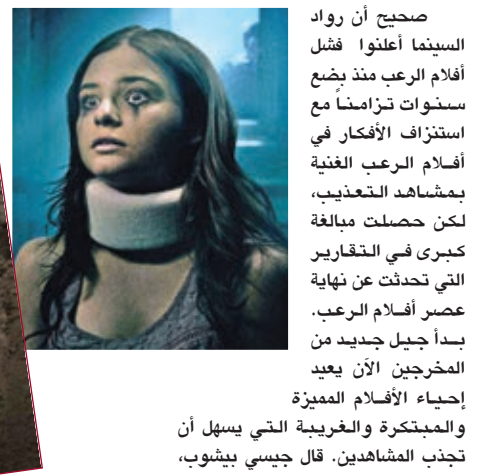 صحيح أن رواد
السينما أعلنوا فشل
أفلام الرعب منذ بضع
سنوات تزامناً مع
استنزاف الأفكار في
أفلام الرعب الغنية
بمشاهد التعذيب،
لكن حصلت مبالغة
كبرى في التقارير
التي تحدثت عن نهاية
عصر أفلام الرعب.
بدأ جيل جديد من
المخرجين الآن يعيد
إحياء الأفلام المميزة
والمبتكرة والغريبة التي يسهل أن
تجذب المشاهدين. قال جيسي بيشوب،